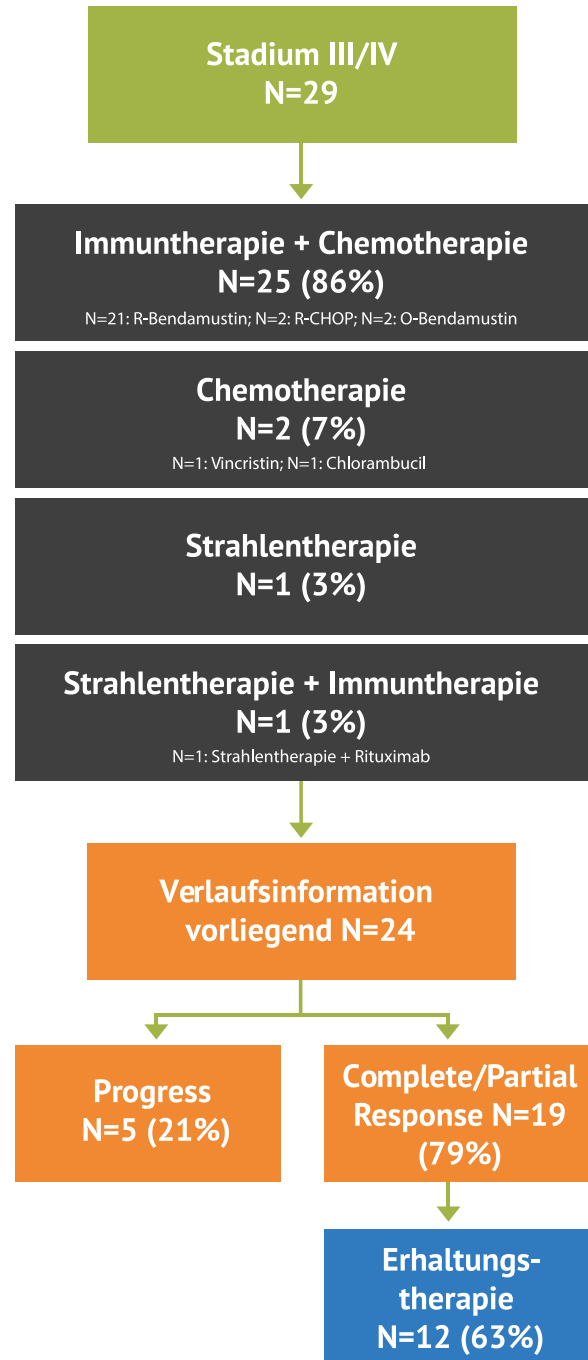 Stadium III/IV
N=29
Immuntherapie + Chemotherapie
N=25 (86%)
N=21: R-Bendamustin; N=2: R-CHOP; N=2: O-Bendamustin
Chemotherapie
N=2 (7%)
N=1: Vincristin; N=1: Chlorambucil
Strahlentherapie
N=1 (3%)
Strahlentherapie + Immuntherapie
N=1 (3%)
N=1: Strahlentherapie + Rituximab
Verlaufsinformation
vorliegend N=24
Progress
N=5 (21%)
Complete/Partial
Response N=19
(79%)
Erhaltungs-
therapie
N=12 (63%)